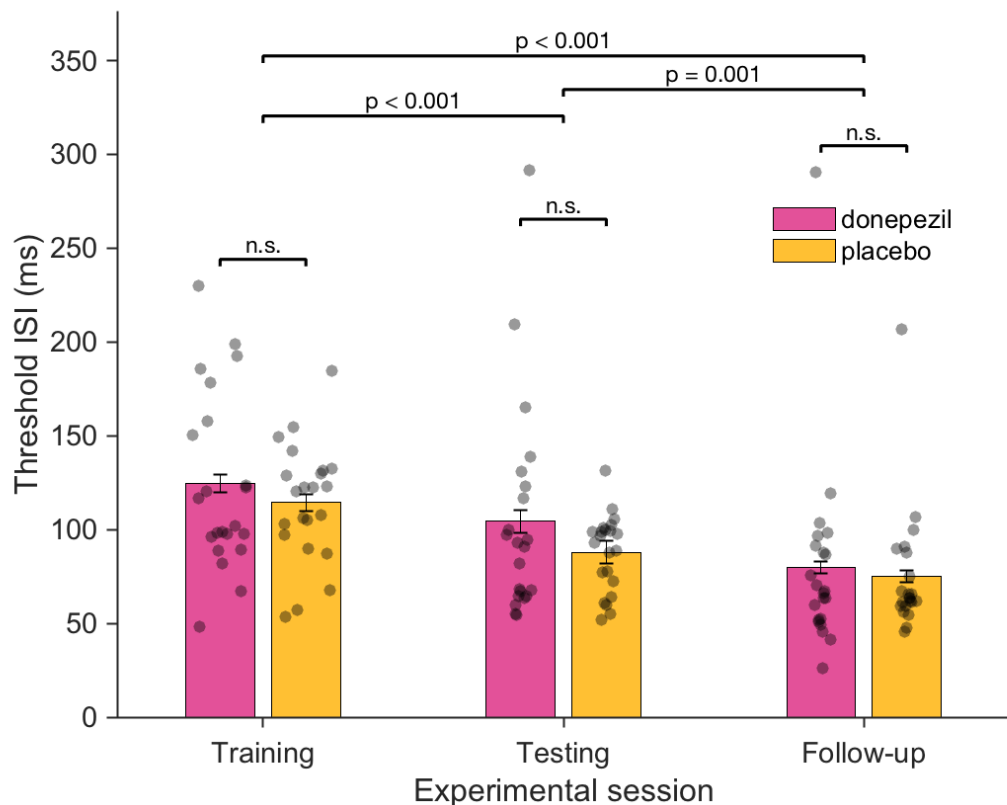 350
300
250
200
150
100
50
0
Threshold ISI (ms)
p < 0.001
p = 0.001
p < 0.001
n.s.
n.s.
n.s.
donepezil
placebo
Training
Testing
Follow-up
Experimental session